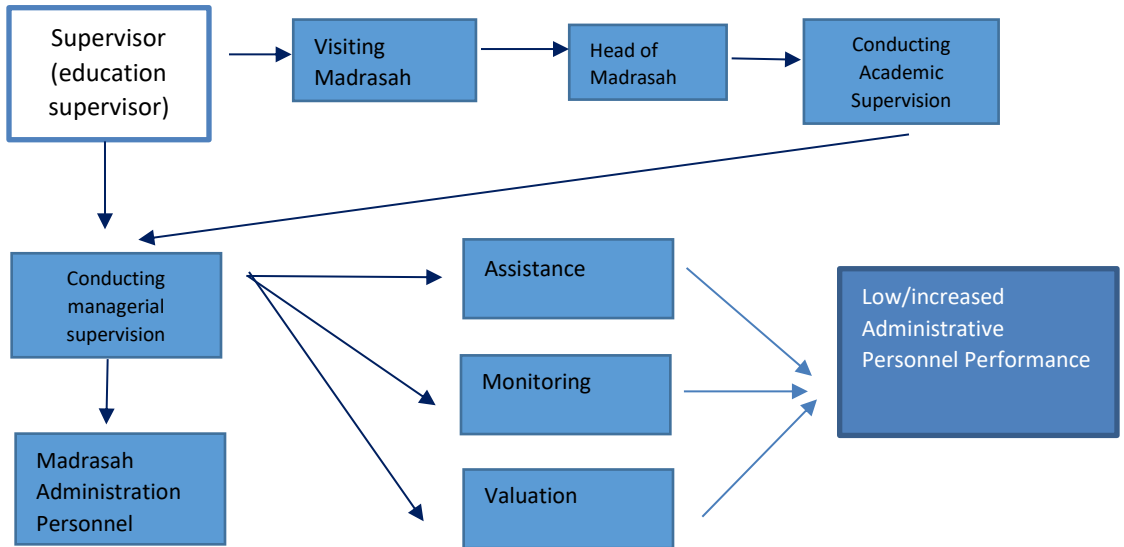 Supervisor
(education
supervisor)
Visiting
Madrasah
Head of
Madrasah
Conducting
Academic
Supervision
Conducting
managerial
supervision
Assistance
Low/increased
Administrative
Personnel Performance
Monitoring
Madrasah
Administration
Personnel
Valuation